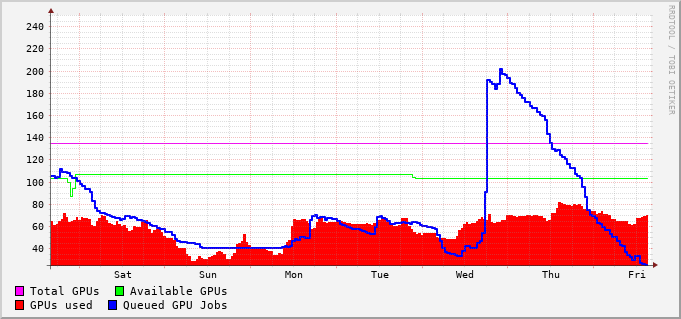 240
220
200
180
160
140
120
100
80
60
40
Sat Sun Mon Tue Wed Thu Fri
Total GPUs Available GPUs
GPUs used Queued GPU Jobs
RRDTOOL / TOBI OETIKER